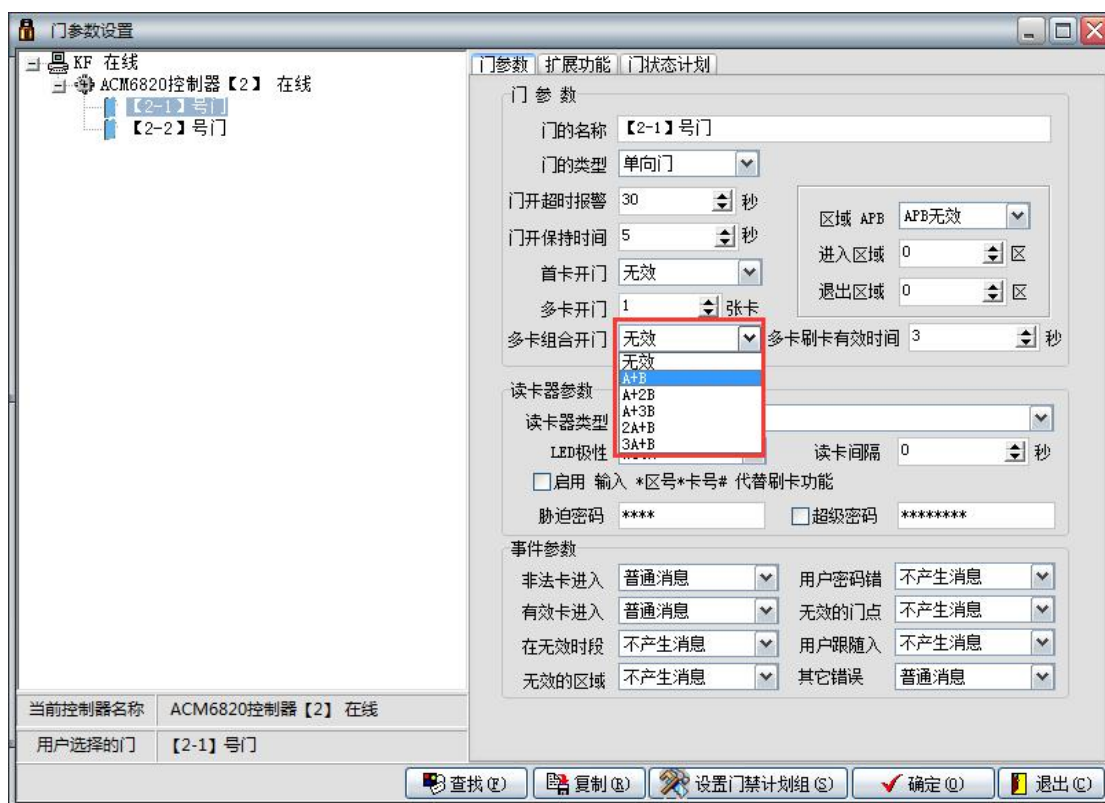 门参数设置
KF 在线
ACM6820控制器【2】 在线
【2-1】号门
【2-2】号门
门参数 扩展功能 门状态计划
门 参 数
门的名称 【2-1】号门
门的类型 单向门
门开超时报警 30 秒
门开保持时间 5 秒
首卡开门 无效
多卡开门 1 张卡
区域 APB APB无效
进入区域 0 区
退出区域 0 区
多卡组合开门 无效 多卡刷卡有效时间 3 秒
无效
A+B
A+2B
A+3B
2A+B
3A+B
读卡器参数
读卡器类型
LED极性 读卡间隔 0 秒
启用 输入 *区号*卡号# 代替刷卡功能
胁迫密码 **** 超级密码 ********
事件参数
非法卡进入 普通消息 用户密码错 不产生消息
有效卡进入 普通消息 无效的门点 不产生消息
在无效时段 不产生消息 用户跟随入 不产生消息
无效的区域 不产生消息 其它错误 普通消息
当前控制器名称 ACM6820控制器【2】 在线
用户选择的门 【2-1】号门
查找(F) 复制(R) 设置门禁计划组(S) 确定(O) 退出(C)